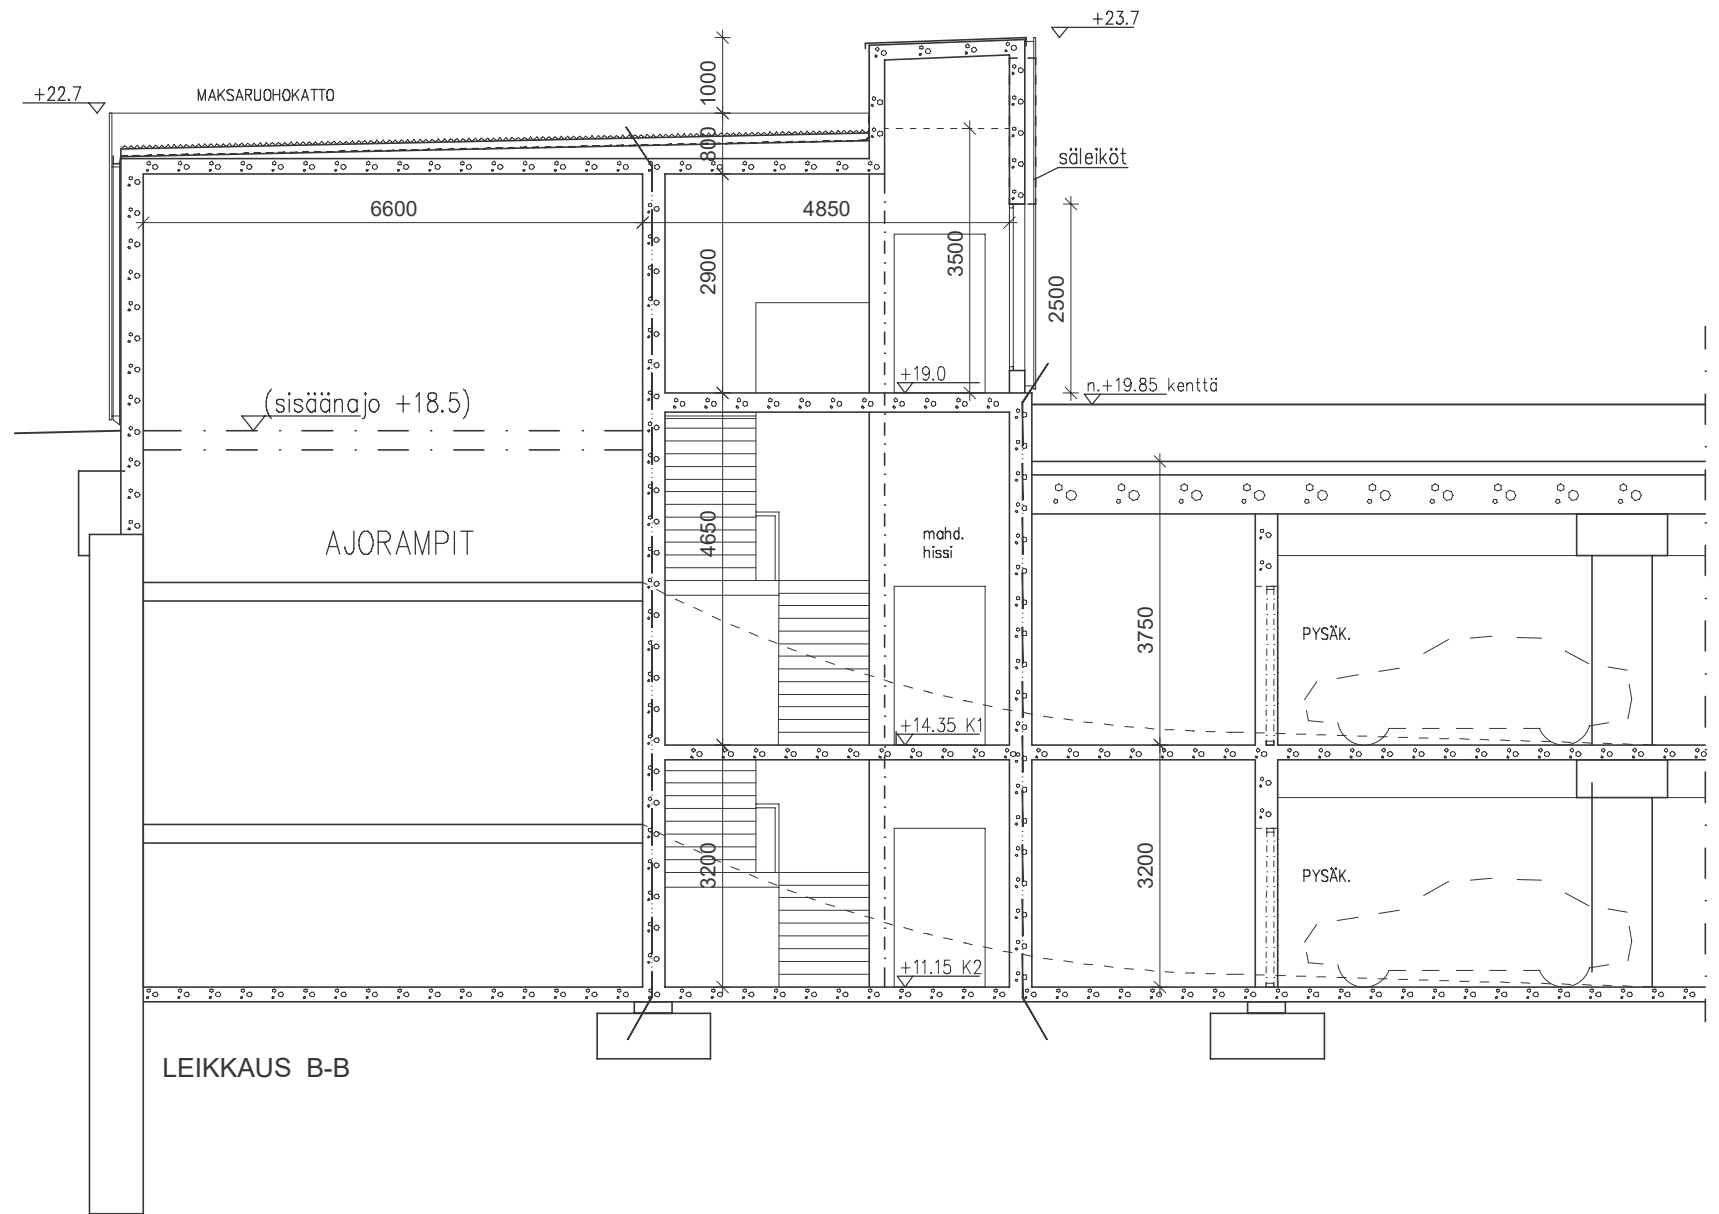 +23.7
+22.7
MAKSARUOHOKATTO
1000
800
säleiköt
6600
4850
2900
3500
2500
+19.0
n.+19.85 kenttä
(sisäänajo +18.5)
AJORAMPIT
4650
mahd.
hissi
3750
PYSÄK.
+14.35 K1
3200
3200
PYSÄK.
+11.15 K2
LEIKKAUS B-B